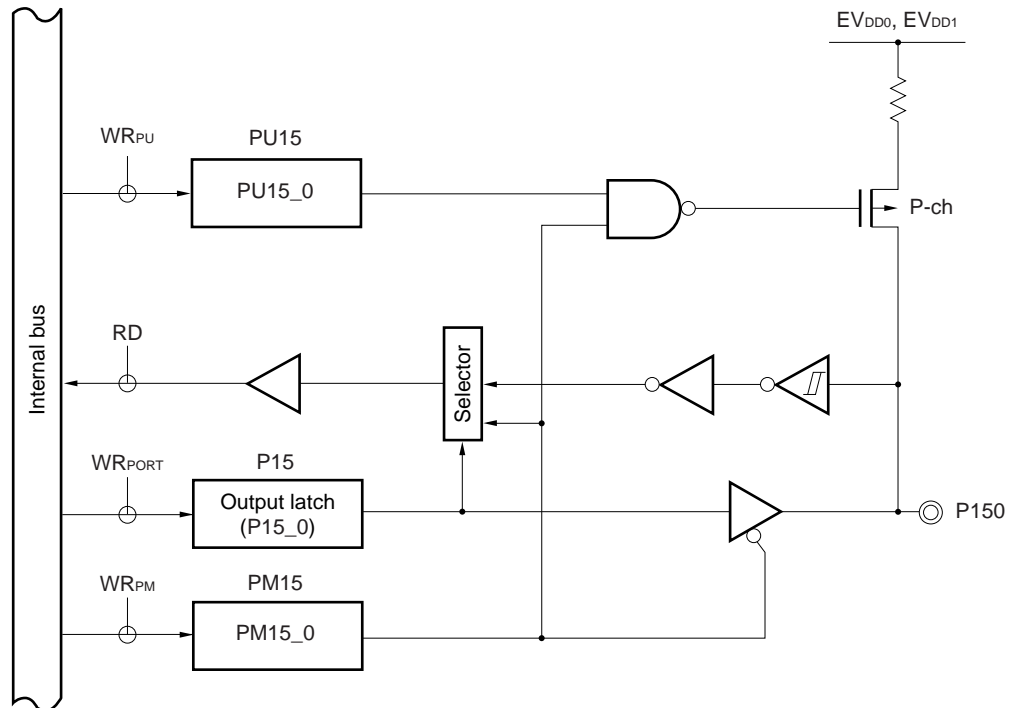 EVDD0, EVDD1
WRPU
PU15
PU15_0
P-ch
Internal bus
RD
Selector
WRPORT
P15
Output latch
(P15_0)
P150
WRPM
PM15
PM15_0